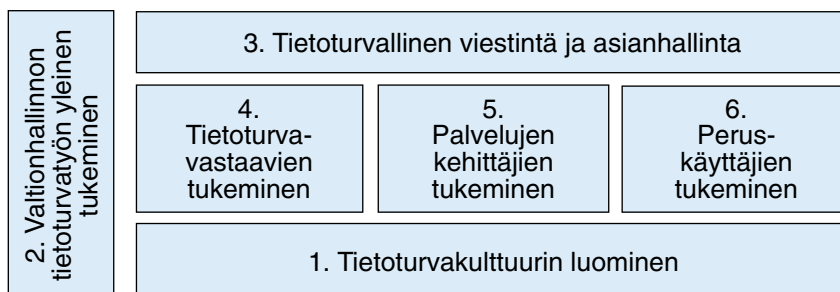 2. Valtionhallinnon
tietoturvatyön yleinen
tukeminen
3. Tietoturvallinen viestintä ja asianhallinta
4.
Tietoturva-
vastaavien
tukeminen
5.
Palvelujen
kehittäjien
tukeminen
6.
Perus-
käyttäjien
tukeminen
1. Tietoturvakulttuurin luominen